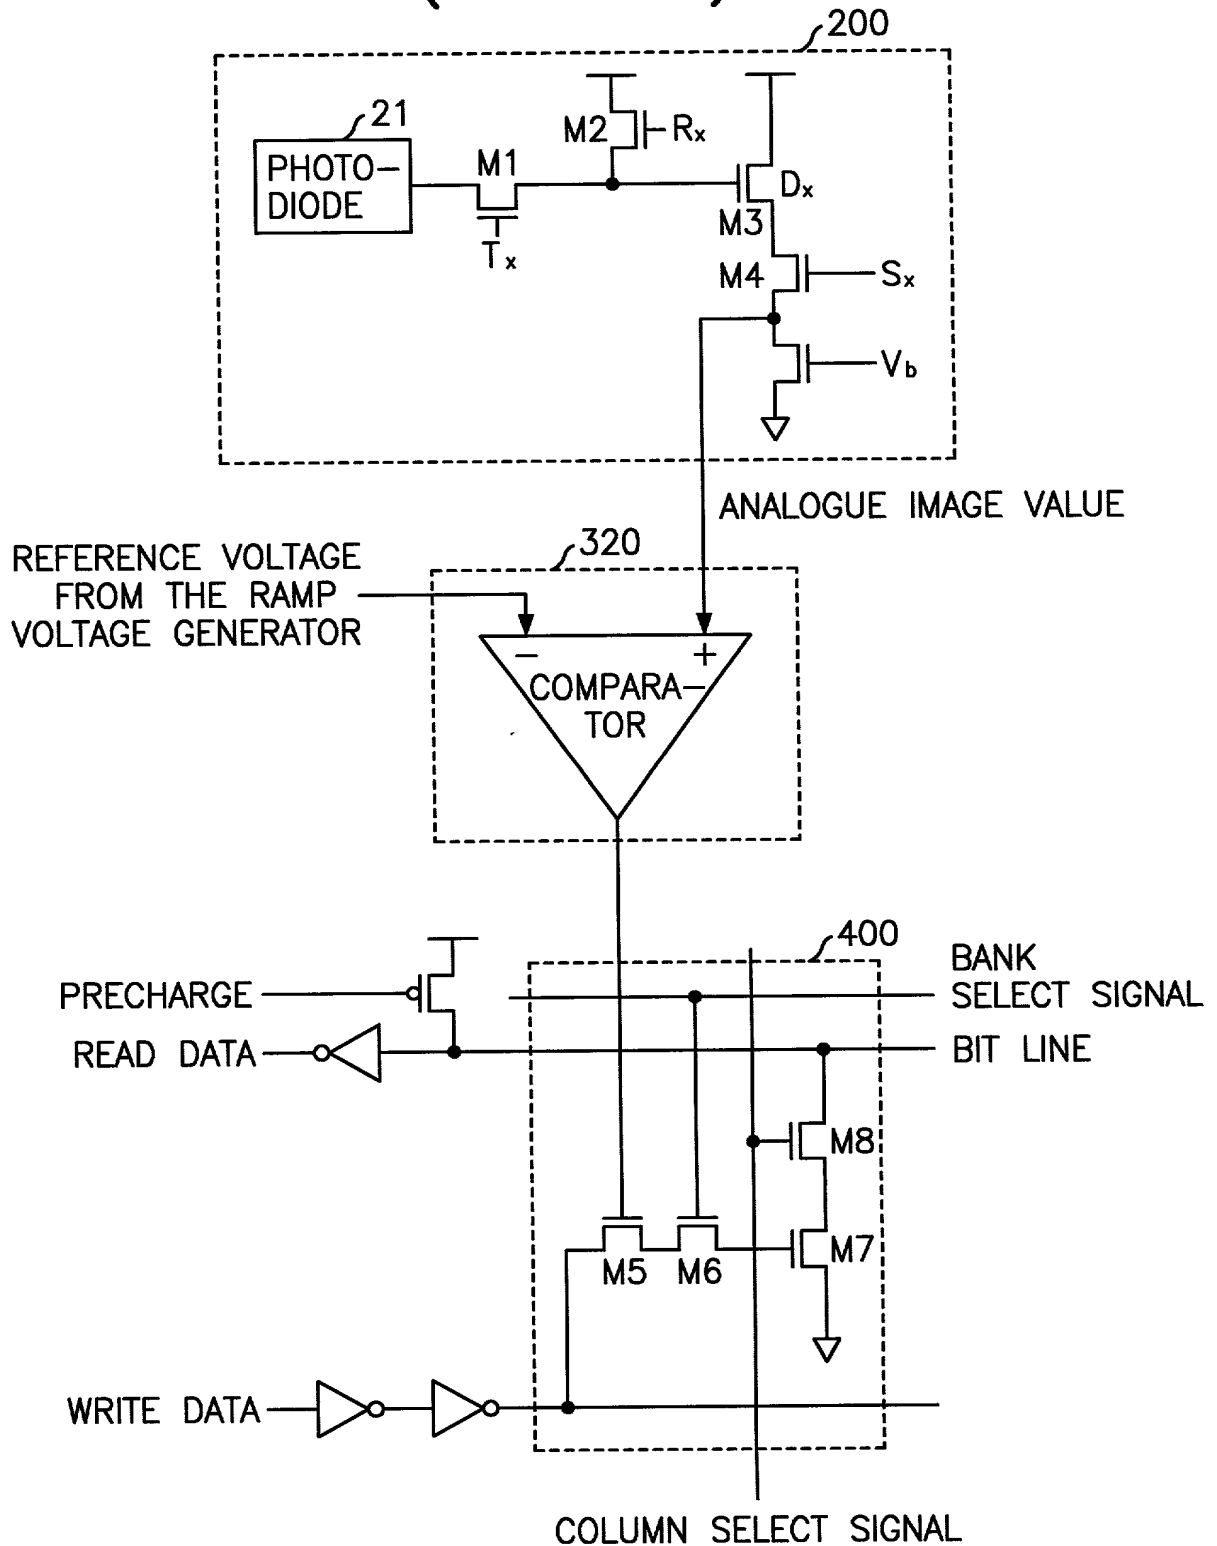 200
21
PHOTO-
DIODE
M1
Tx
M2
Rx
Dx
M3
M4
Sx
Vb
ANALOGUE IMAGE VALUE
REFERENCE VOLTAGE
FROM THE RAMP
VOLTAGE GENERATOR
320
- +
COMPARA-
TOR
400
PRECHARGE
READ DATA
BANK
SELECT SIGNAL
BIT LINE
M8
M5
M6
M7
WRITE DATA
COLUMN SELECT SIGNAL